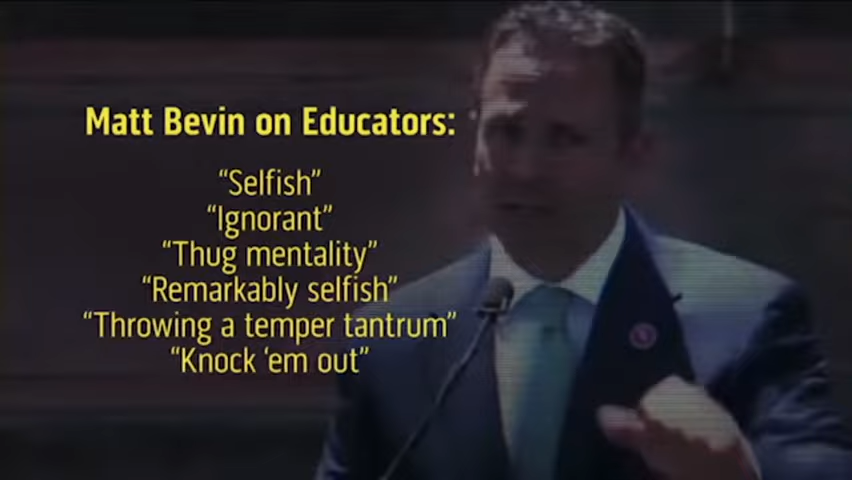 Matt Bevin on Educators:
“Selfish”
“Ignorant”
“Thug mentality”
“Remarkably selfish”
“Throwing a temper tantrum”
“Knock ‘em out”